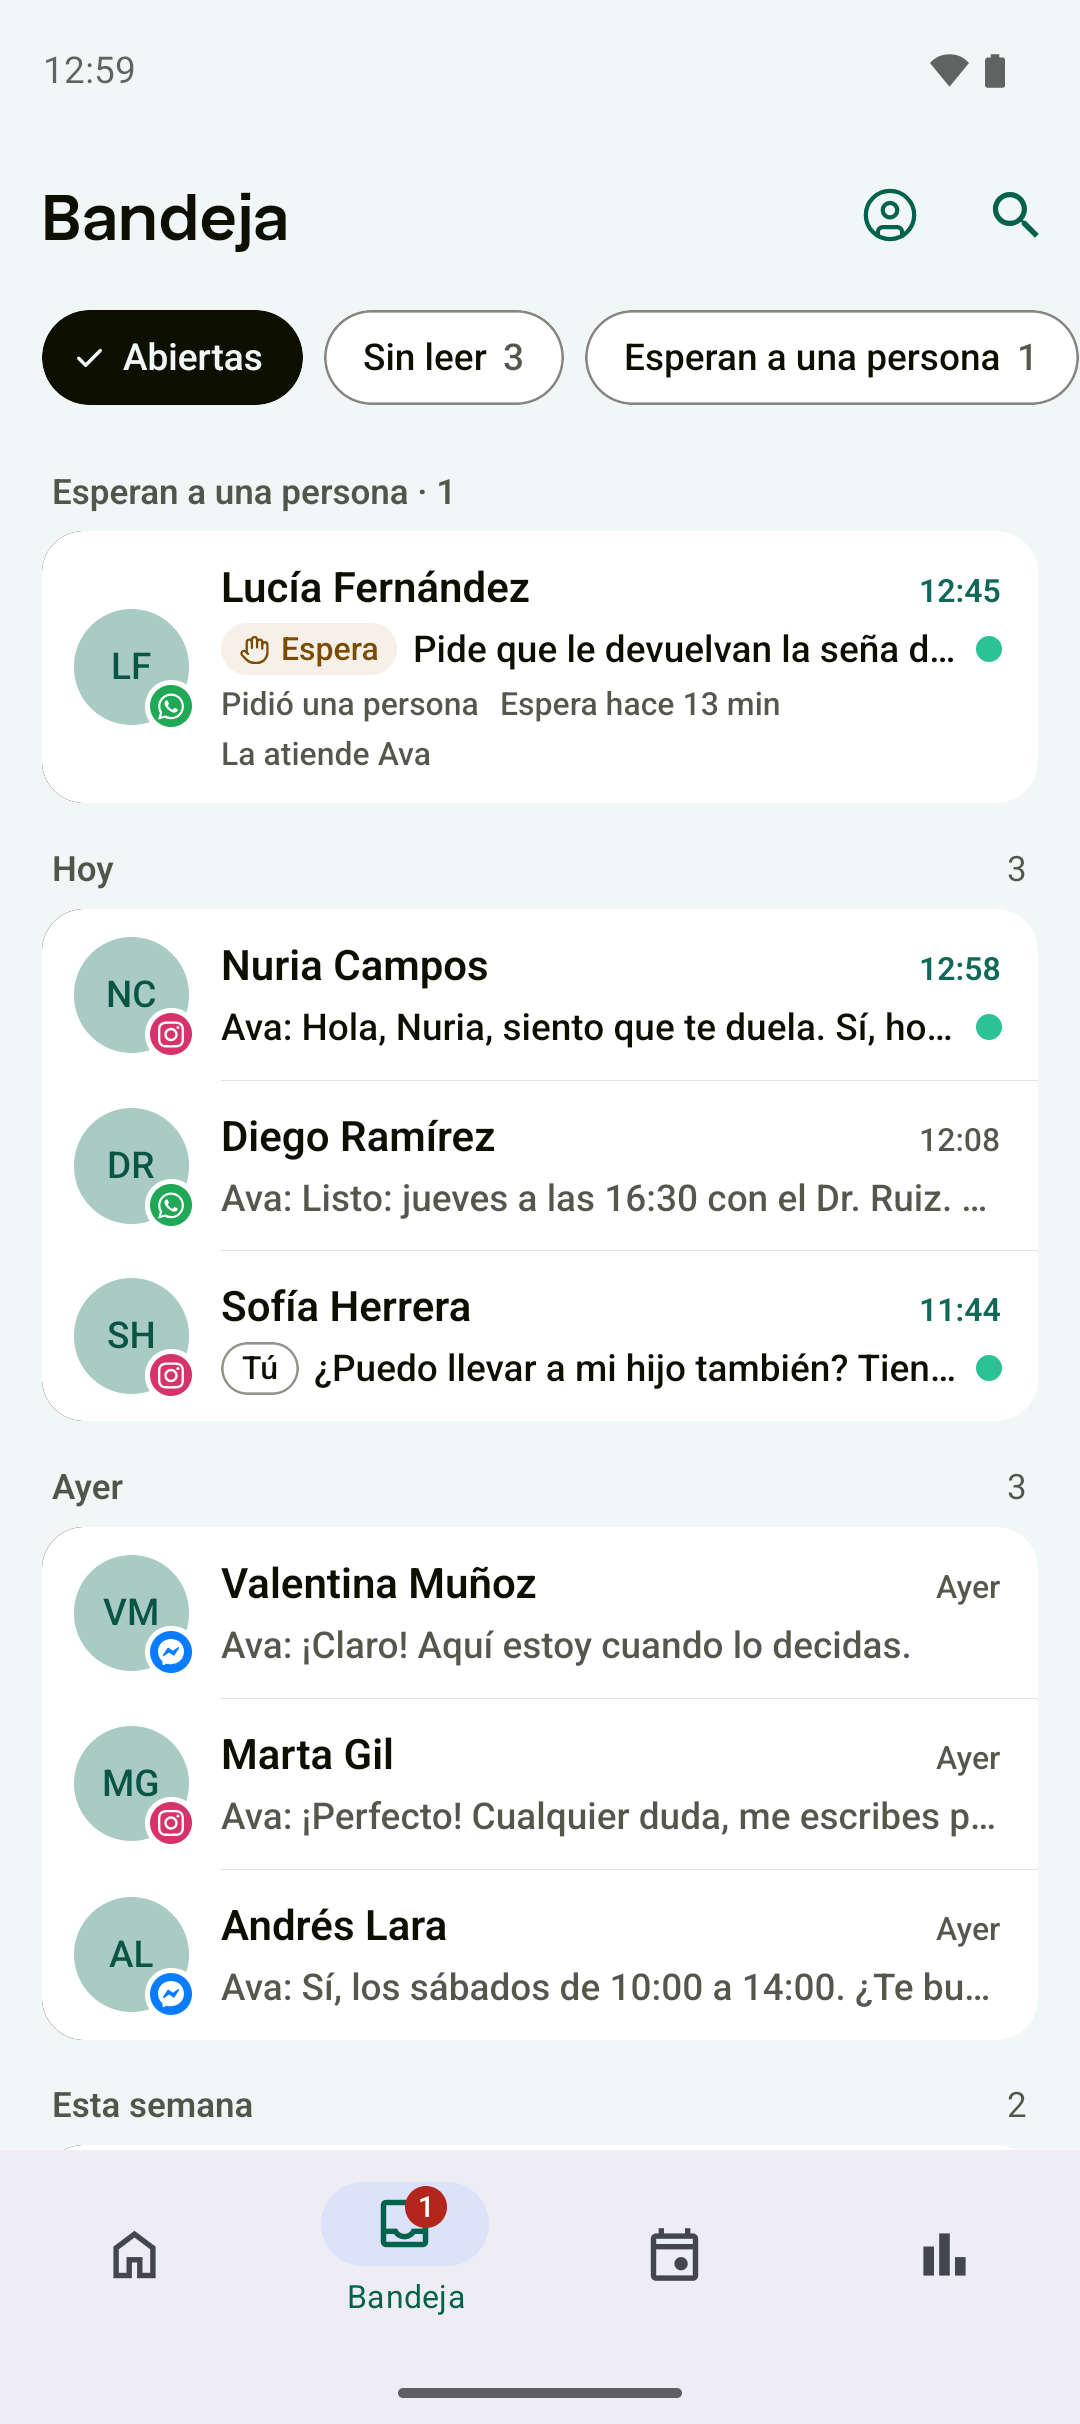 12:59
Bandeja
Abiertas
Sin leer 3
Esperan a una persona 1
Esperan a una persona · 1
LF
Lucía Fernández
12:45
Espera
Pide que le devuelvan la seña d...
Pidió una persona Espera hace 13 min
La atiende Ava
Hoy
3
NC
Nuria Campos
12:58
Ava: Hola, Nuria, siento que te duela. Sí, ho...
DR
Diego Ramírez
12:08
Ava: Listo: jueves a las 16:30 con el Dr. Ruiz. ...
SH
Sofía Herrera
11:44
Tú
¿Puedo llevar a mi hijo también? Tien...
Ayer
3
VM
Valentina Muñoz
Ayer
Ava: ¡Claro! Aquí estoy cuando lo decidas.
MG
Marta Gil
Ayer
Ava: ¡Perfecto! Cualquier duda, me escribes p...
AL
Andrés Lara
Ayer
Ava: Sí, los sábados de 10:00 a 14:00. ¿Te bu...
Esta semana
2
1
Bandeja